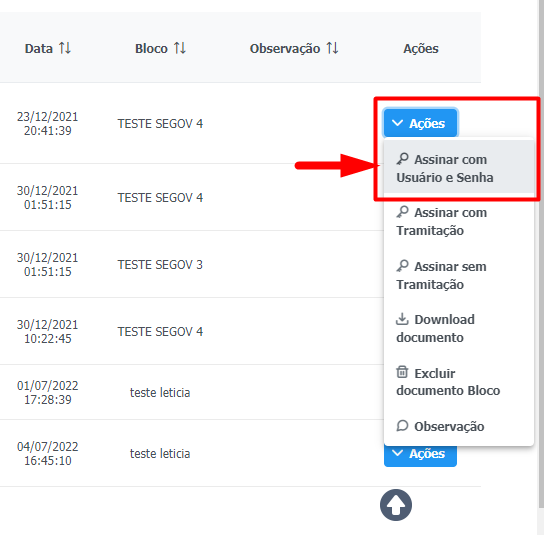 Data Bloco Observação Ações
23/12/2021
20:41:39
TESTE SEGOV 4
Ações
Assinar com
Usuário e Senha
30/12/2021
01:51:15
TESTE SEGOV 4
Assinar com
Tramitação
30/12/2021
01:51:15
TESTE SEGOV 3
Assinar sem
Tramitação
30/12/2021
10:22:45
TESTE SEGOV 4
Download
documento
01/07/2022
17:28:39
teste leticia
Excluir
documento Bloco
Observação
04/07/2022
16:45:10
teste leticia
Ações